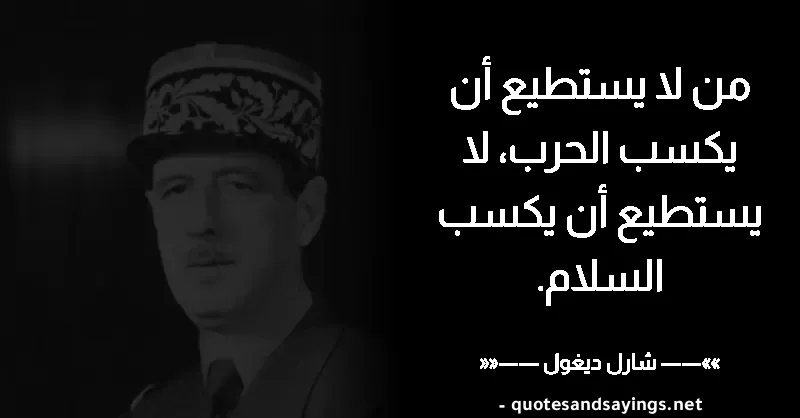 من لا يستطيع أن
يكسب الحرب، لا
يستطيع أن يكسب
السلام.
»»—— شارل ديغول ——««
- quotesandsayings.net